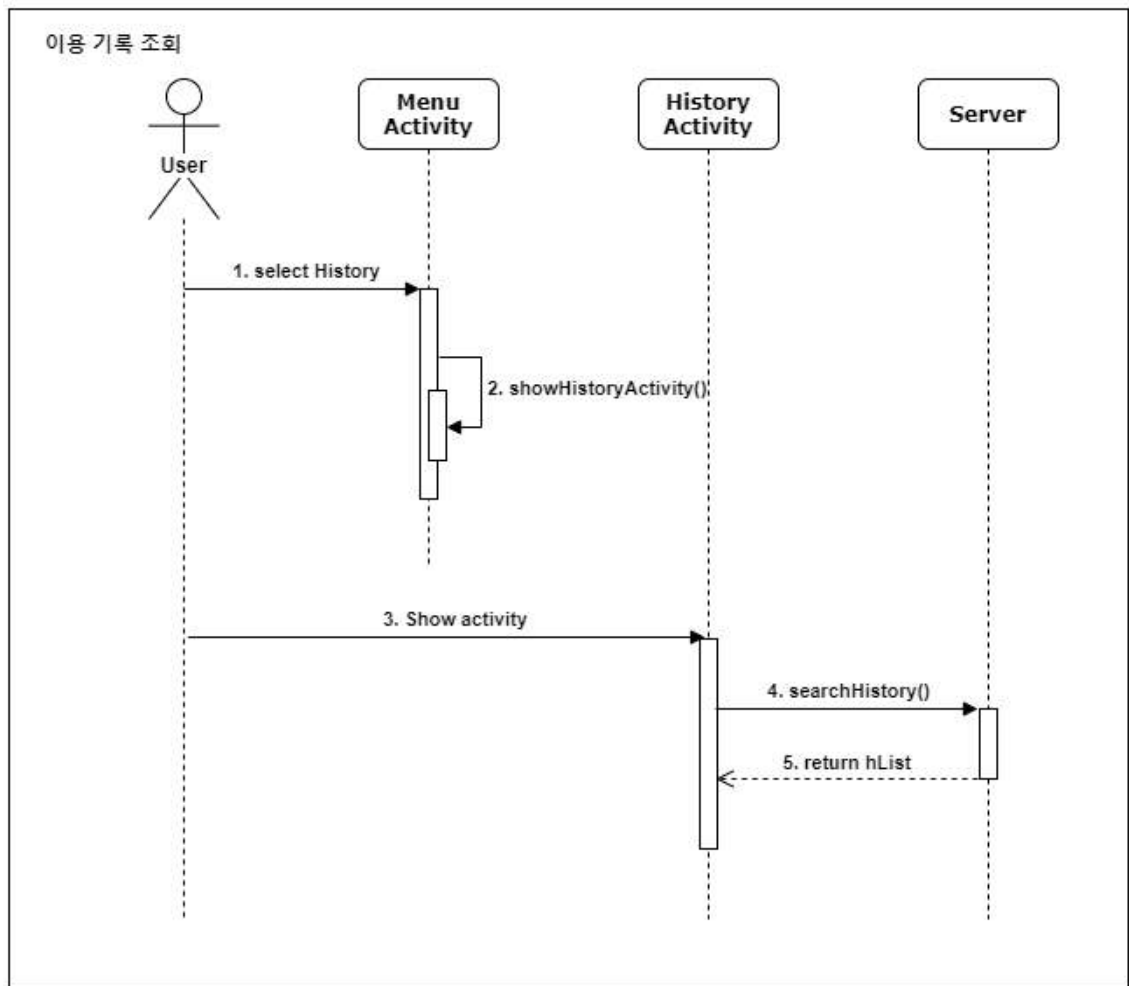 이용 기록 조회
User
Menu
Activity
History
Activity
Server
1. select History
2. showHistoryActivity()
3. Show activity
4. searchHistory()
5. return hList